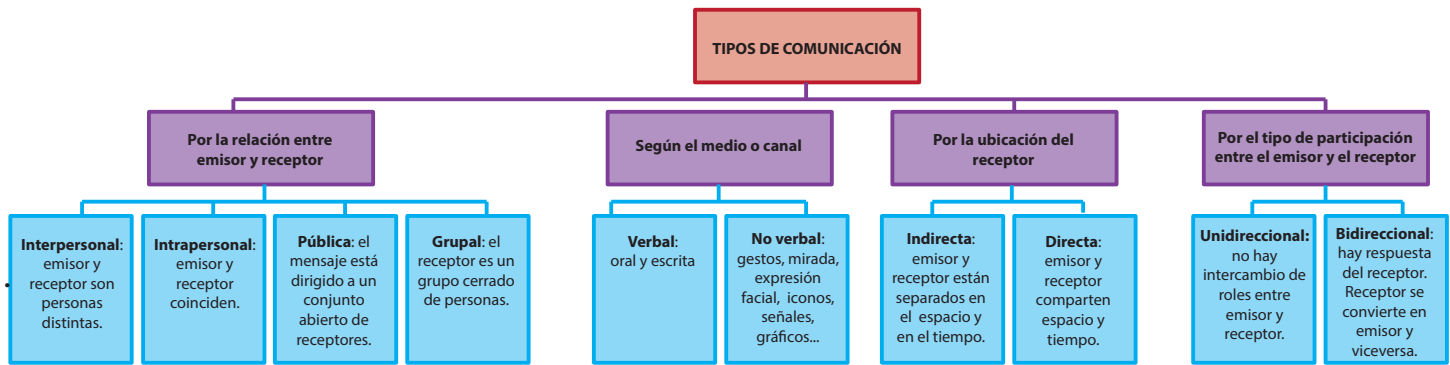 TIPOS DE COMUNICACIÓN
Por la relación entre
emisor y receptor
Según el medio o canal
Por la ubicación del
receptor
Por el tipo de participación
entre el emisor y el receptor
Interpersonal:
emisor y
receptor son
personas
distintas.
Intrapersonal:
emisor y
receptor
coinciden.
Pública: el
mensaje está
dirigido a un
conjunto
abierto de
receptores.
Grupal: el
receptor es un
grupo cerrado
de personas.
Verbal:
oral y escrita
No verbal:
gestos, mirada,
expresión
facial, iconos,
señales,
gráficos...
Indirecta:
emisor y
receptor están
separados en
el espacio y
en el tiempo.
Directa:
emisor y
receptor
comparten
espacio y
tiempo.
Unidireccional:
no hay
intercambio de
roles entre
emisor y
receptor.
Bidireccional:
hay respuesta
del receptor.
Receptor se
convierte en
emisor y
viceversa.